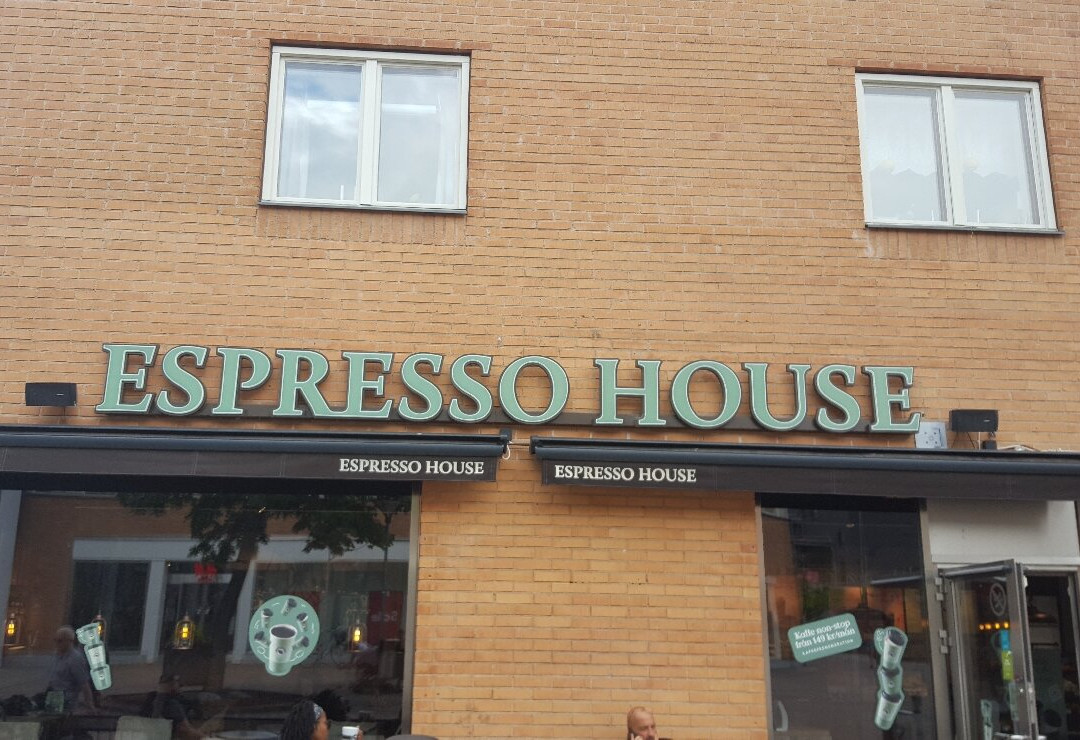 ESPRESSO HOUSE
ESPRESSO HOUSE
ESPRESSO HOUSE
Kaffe non-stop
från 149 kr/mån